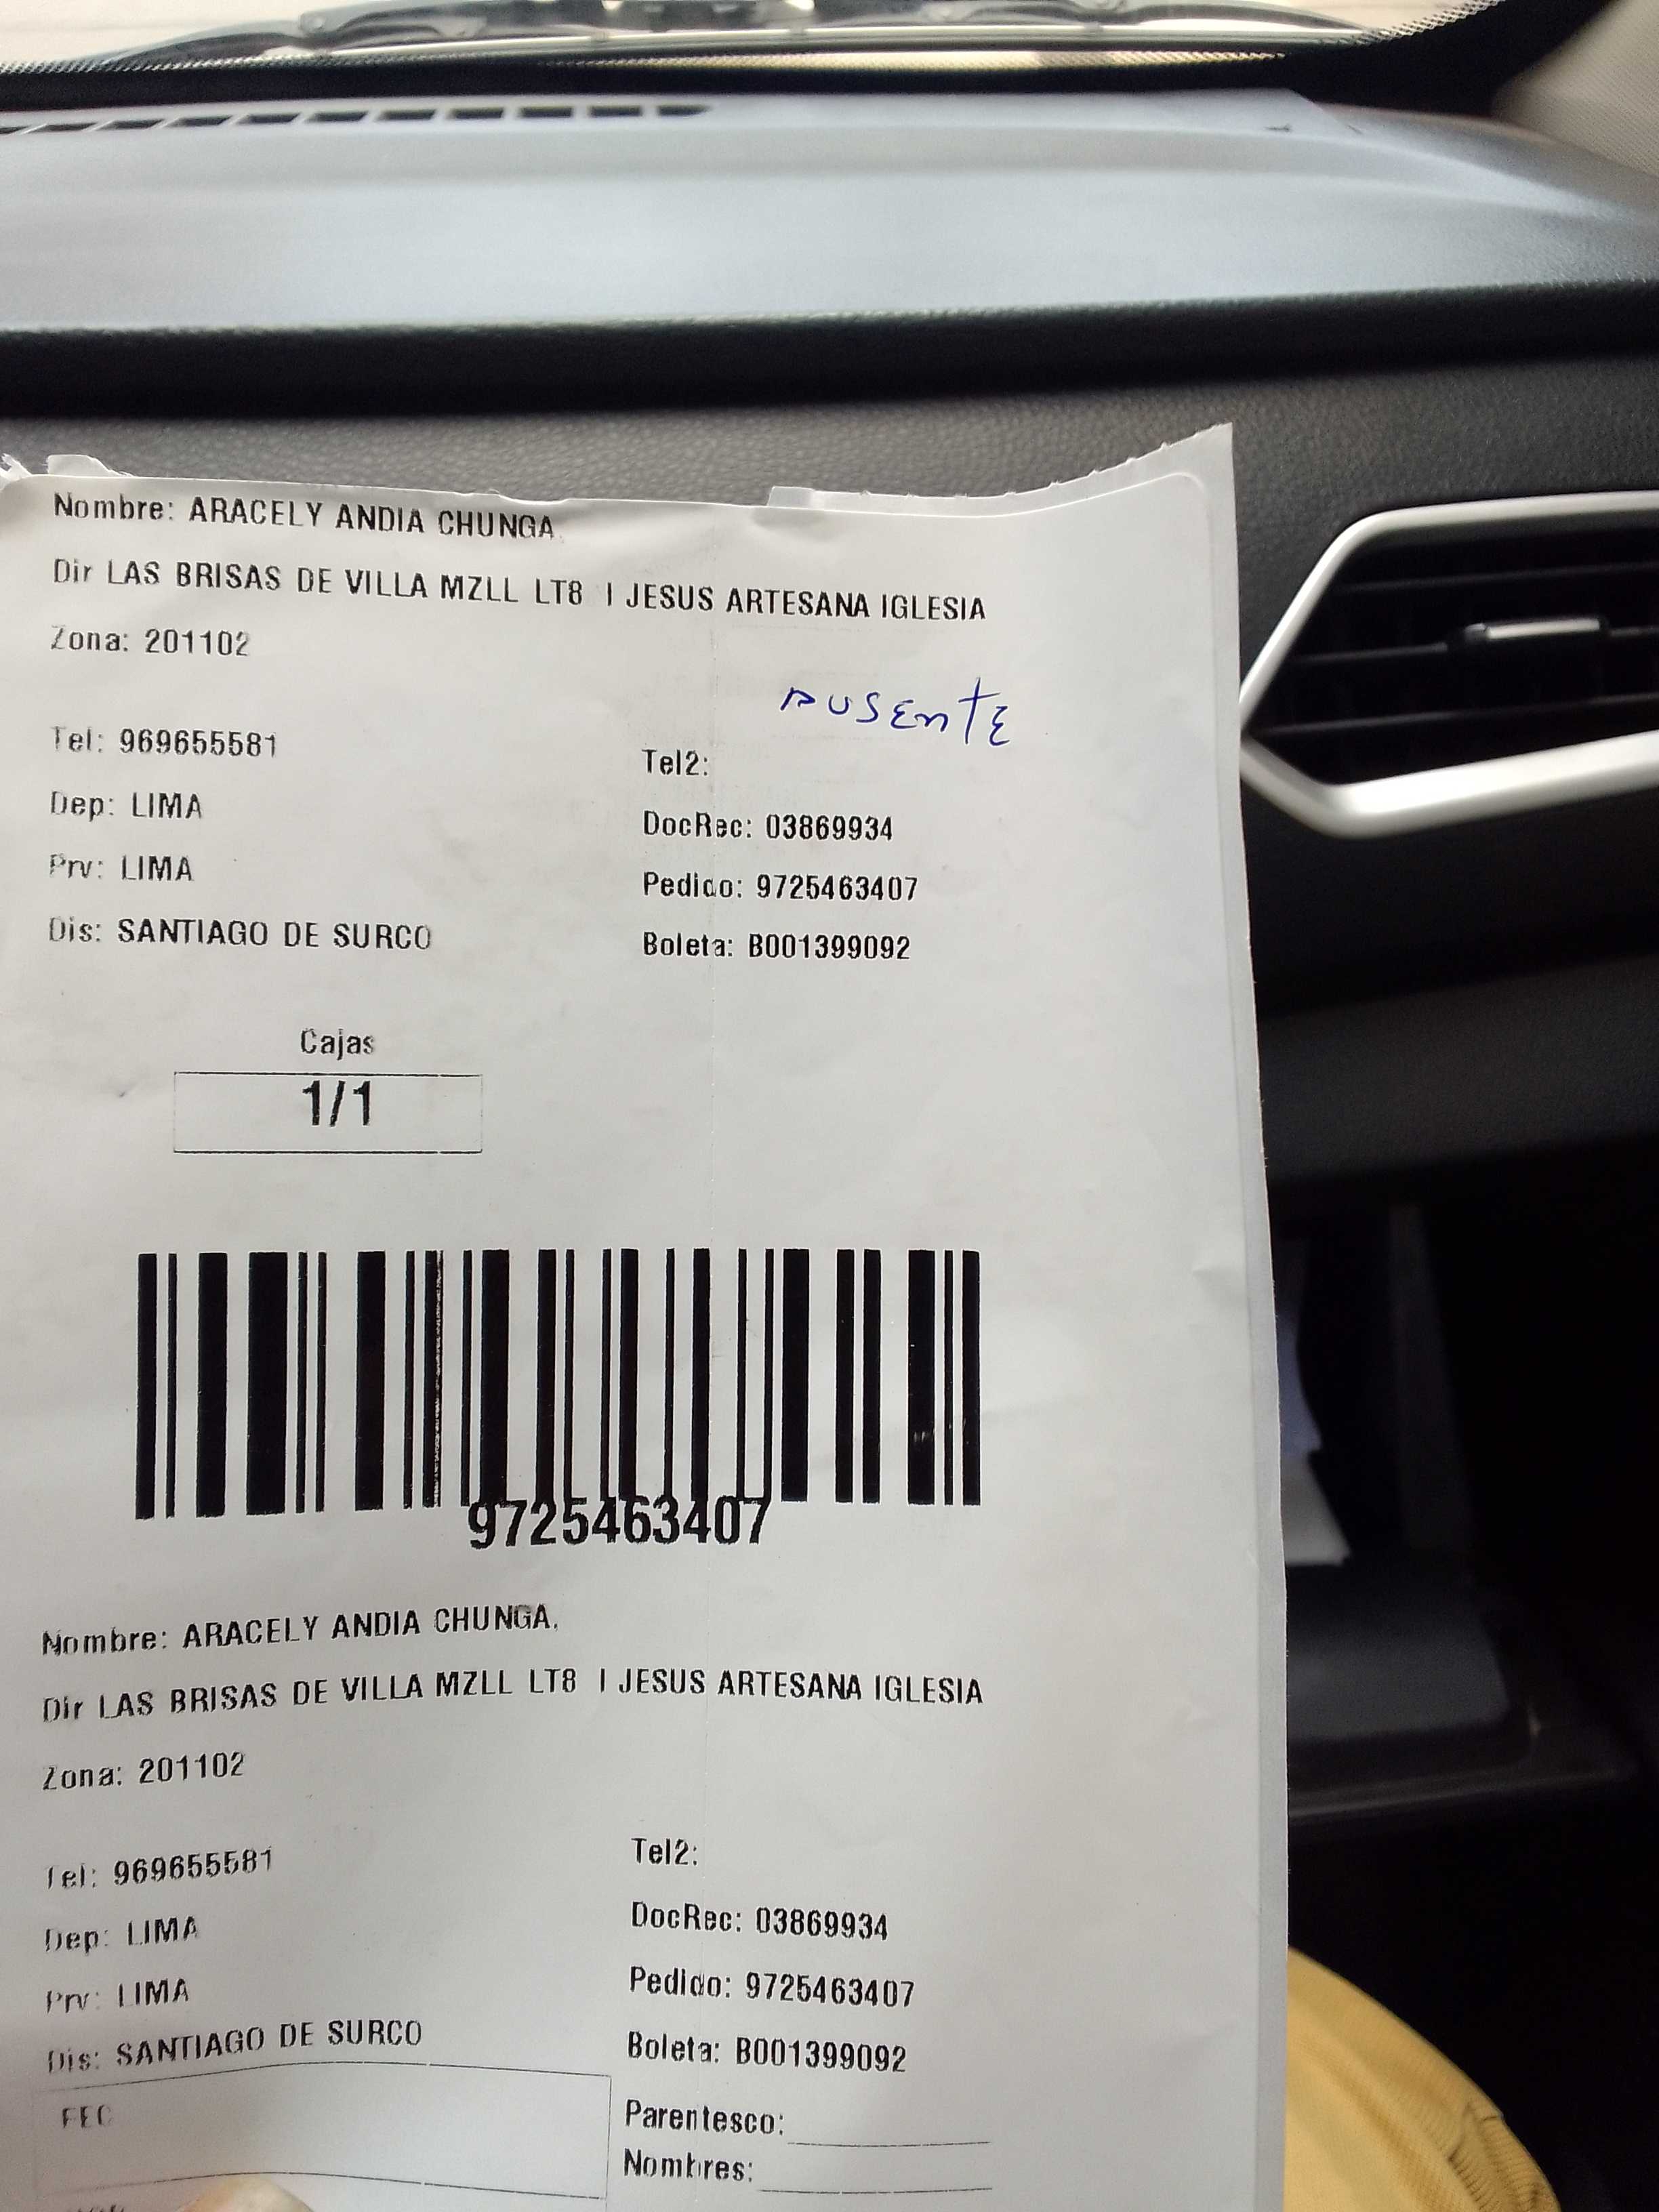 Nombre: ARACELY ANDIA CHUNGA.
Dir LAS BRISAS DE VILLA MZLL LT8 I JESUS ARTESANA IGLESIA
Zona: 201102
AUSENTE
Tel: 969655581
Tel2:
Dep: LIMA
DocRec: 03869934
Prv: LIMA
Pedido: 9725463407
Dis: SANTIAGO DE SURCO
Boleta: B001399092
Cajas
1/1
9725463407
Nombre: ARACELY ANDIA CHUNGA.
Dir LAS BRISAS DE VILLA MZLL LT8 I JESUS ARTESANA IGLESIA
Zona: 201102
Tel: 969655581
Tel2:
Dep: LIMA
DocRec: 03869934
Prv: LIMA
Pedido: 9725463407
Dis: SANTIAGO DE SURCO
Boleta: B001399092
FEC
Parentesco:
Nombres: